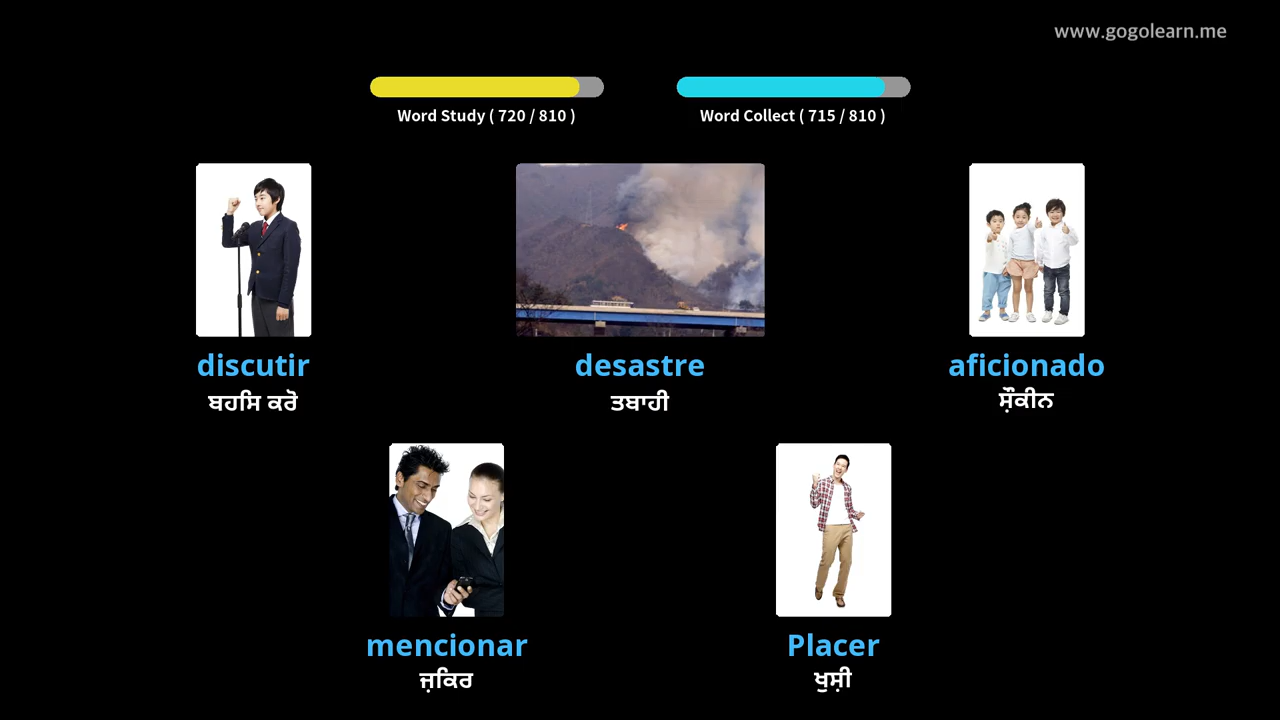 www.gogolearn.me
Word Study ( 720 / 810 )
Word Collect ( 715 / 810 )
discutir
ਬਹਸਿ ਕਰੋ
desastre
ਤਬਾਹੀ
aficionado
ਸ਼ੌਕੀਨ
mencionar
ਜ਼ਕਿਰ
Placer
ਖੁਸ਼ੀ